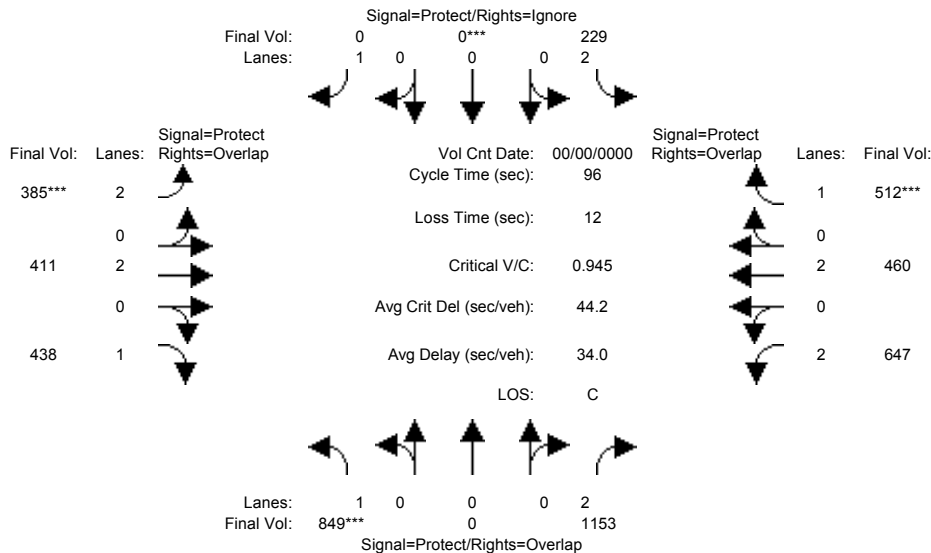 Signal=Protect/Rights=Ignore
Final Vol: 0 0*** 229
Lanes: 1 0 0 0 2
Signal=Protect Signal=Protect
Final Vol: Lanes: Rights=Overlap Vol Cnt Date: 00/00/0000 Rights=Overlap Lanes: Final Vol:
Cycle Time (sec): 96
385*** 2 1 512***
Loss Time (sec): 12
0 0
411 2 Critical V/C: 0.945 2 460
0 Avg Crit Del (sec/veh): 44.2 0
438 1 Avg Delay (sec/veh): 34.0 2 647
LOS: C
Lanes: 1 0 0 0 2
Final Vol: 849*** 0 1153
Signal=Protect/Rights=Overlap